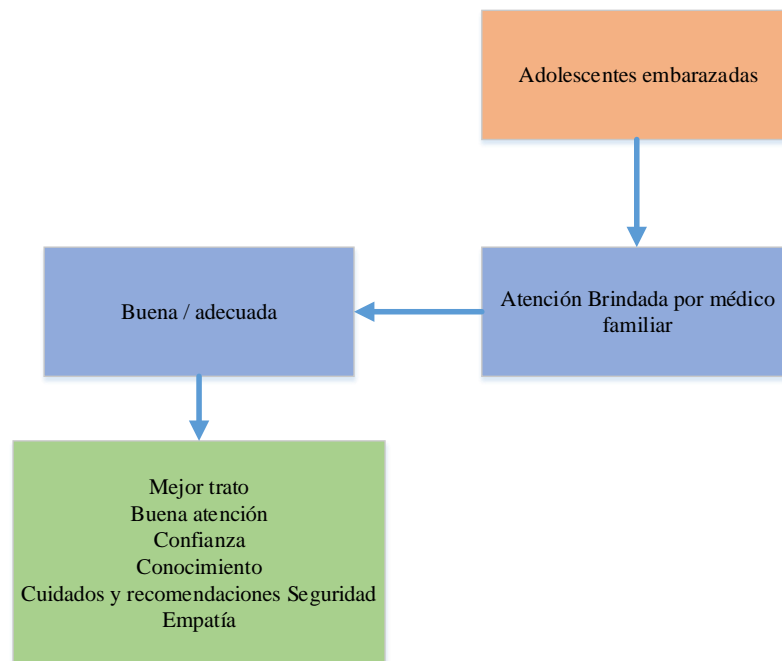 Adolescentes embarazadas
Atención Brindada por médico
familiar
Buena / adecuada
Mejor trato
Buena atención
Confianza
Conocimiento
Cuidados y recomendaciones Seguridad
Empatía